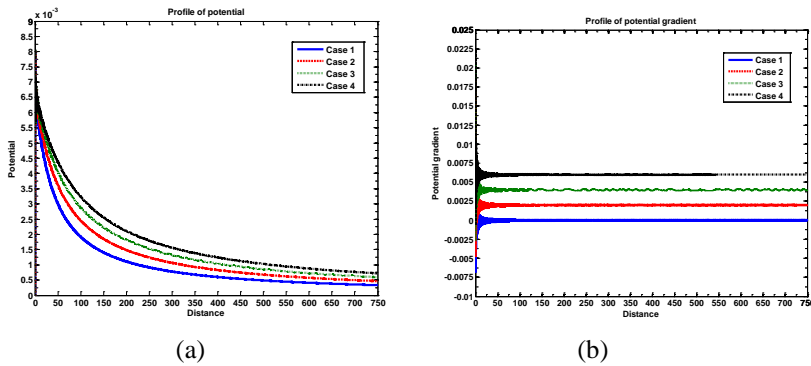 x 10⁻³
Profile of potential
9
8.5
8
7.5
7
6.5
6
5.5
5
4.5
4
3.5
3
2.5
2
1.5
1
0.5
0
Potential
Case 1
Case 2
Case 3
Case 4
0 50 100 150 200 250 300 350 400 450 500 550 600 650 700 750
Distance
(a)
Profile of potential gradient
0.025
0.0225
0.02
0.0175
0.015
0.0125
0.01
0.0075
0.005
0.0025
0
-0.0025
-0.005
-0.0075
-0.01
Potential gradient
Case 1
Case 2
Case 3
Case 4
0 50 100 150 200 250 300 350 400 450 500 550 600 650 700 750
Distance
(b)